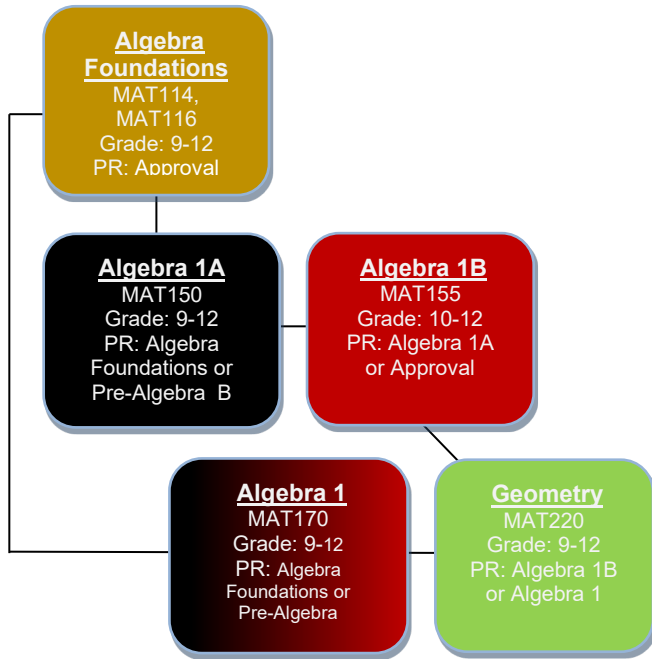 Algebra
Foundations
MAT114,
MAT116
Grade: 9-12
PR: Approval
Algebra 1A
MAT150
Grade: 9-12
PR: Algebra
Foundations or
Pre-Algebra B
Algebra 1B
MAT155
Grade: 10-12
PR: Algebra 1A
or Approval
Algebra 1
MAT170
Grade: 9-12
PR: Algebra
Foundations or
Pre-Algebra
Geometry
MAT220
Grade: 9-12
PR: Algebra 1B
or Algebra 1